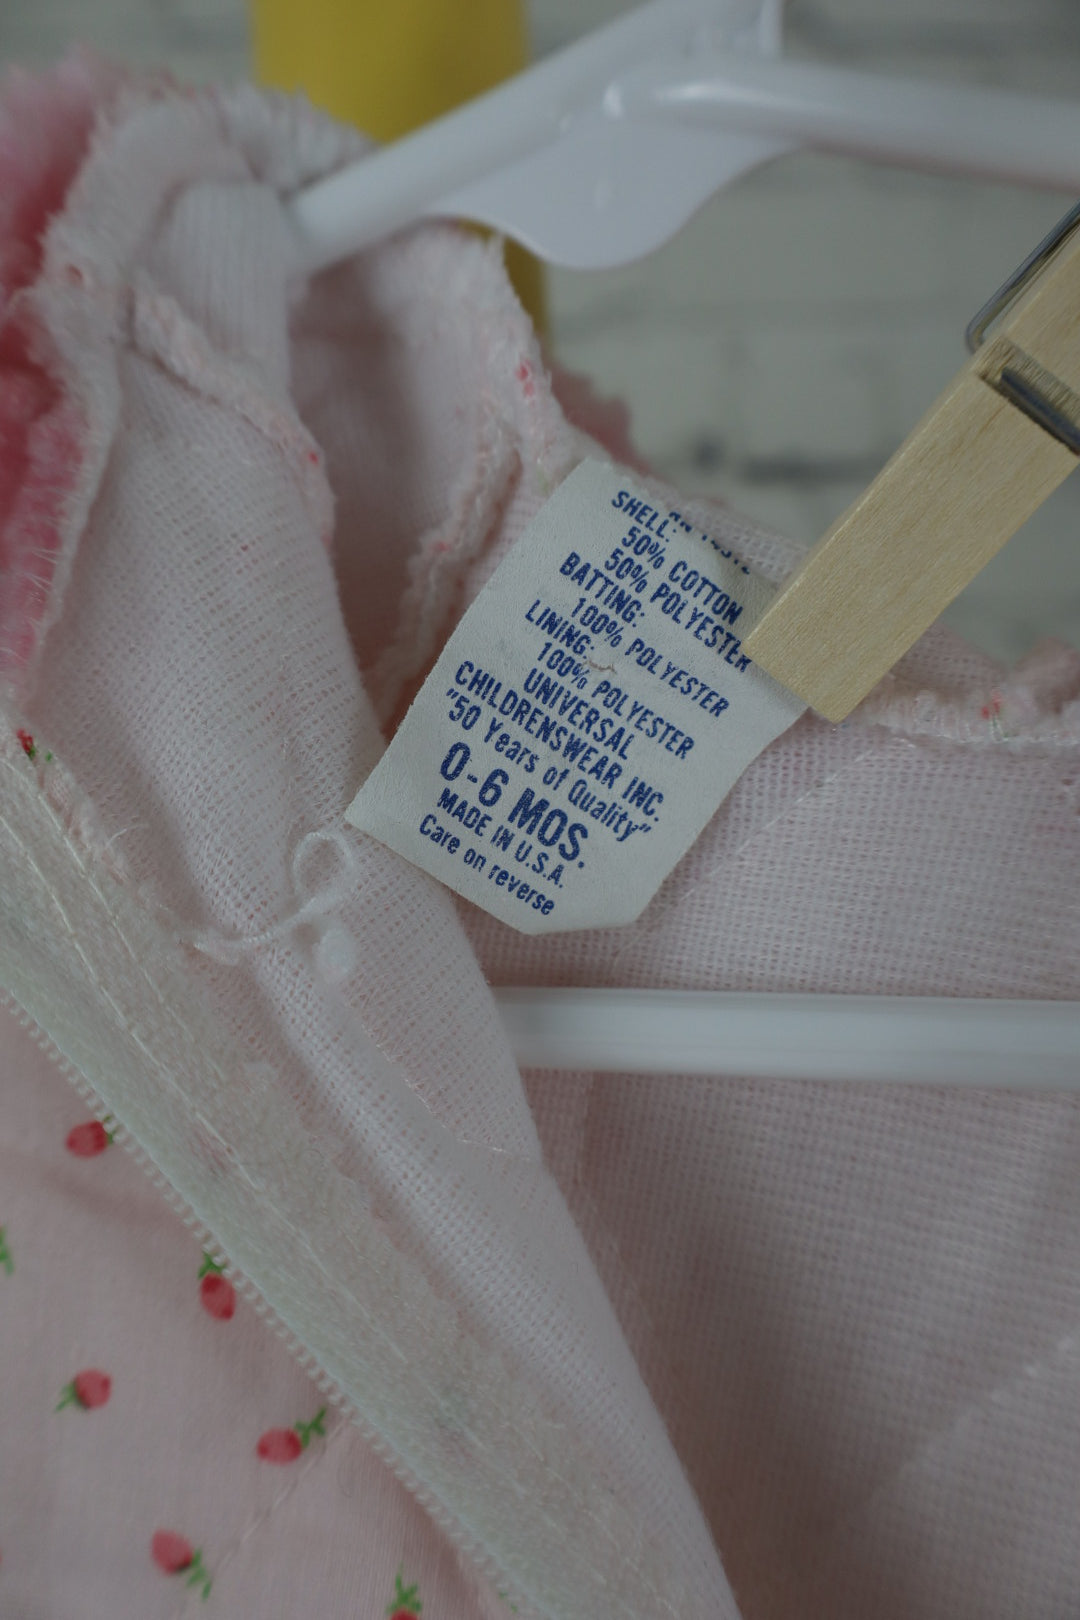 SHELL:
50% COTTON
50% POLYESTER
BATTING:
100% POLYESTER
LINING:
100% POLYESTER
UNIVERSAL
CHILDRENSWEAR INC.
"50 Years of Quality"
0-6 MOS.
MADE IN U.S.A.
Care on reverse